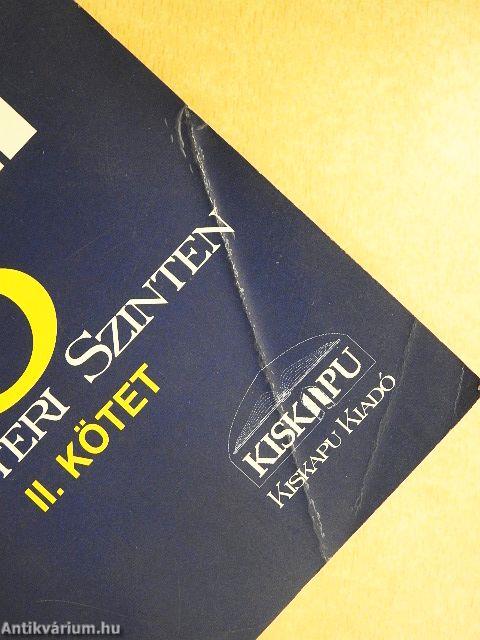 TERI SZINTEN
II. KÖTET
KISKAPU
KISKAPU KIADÓ
Antikvárium.hu